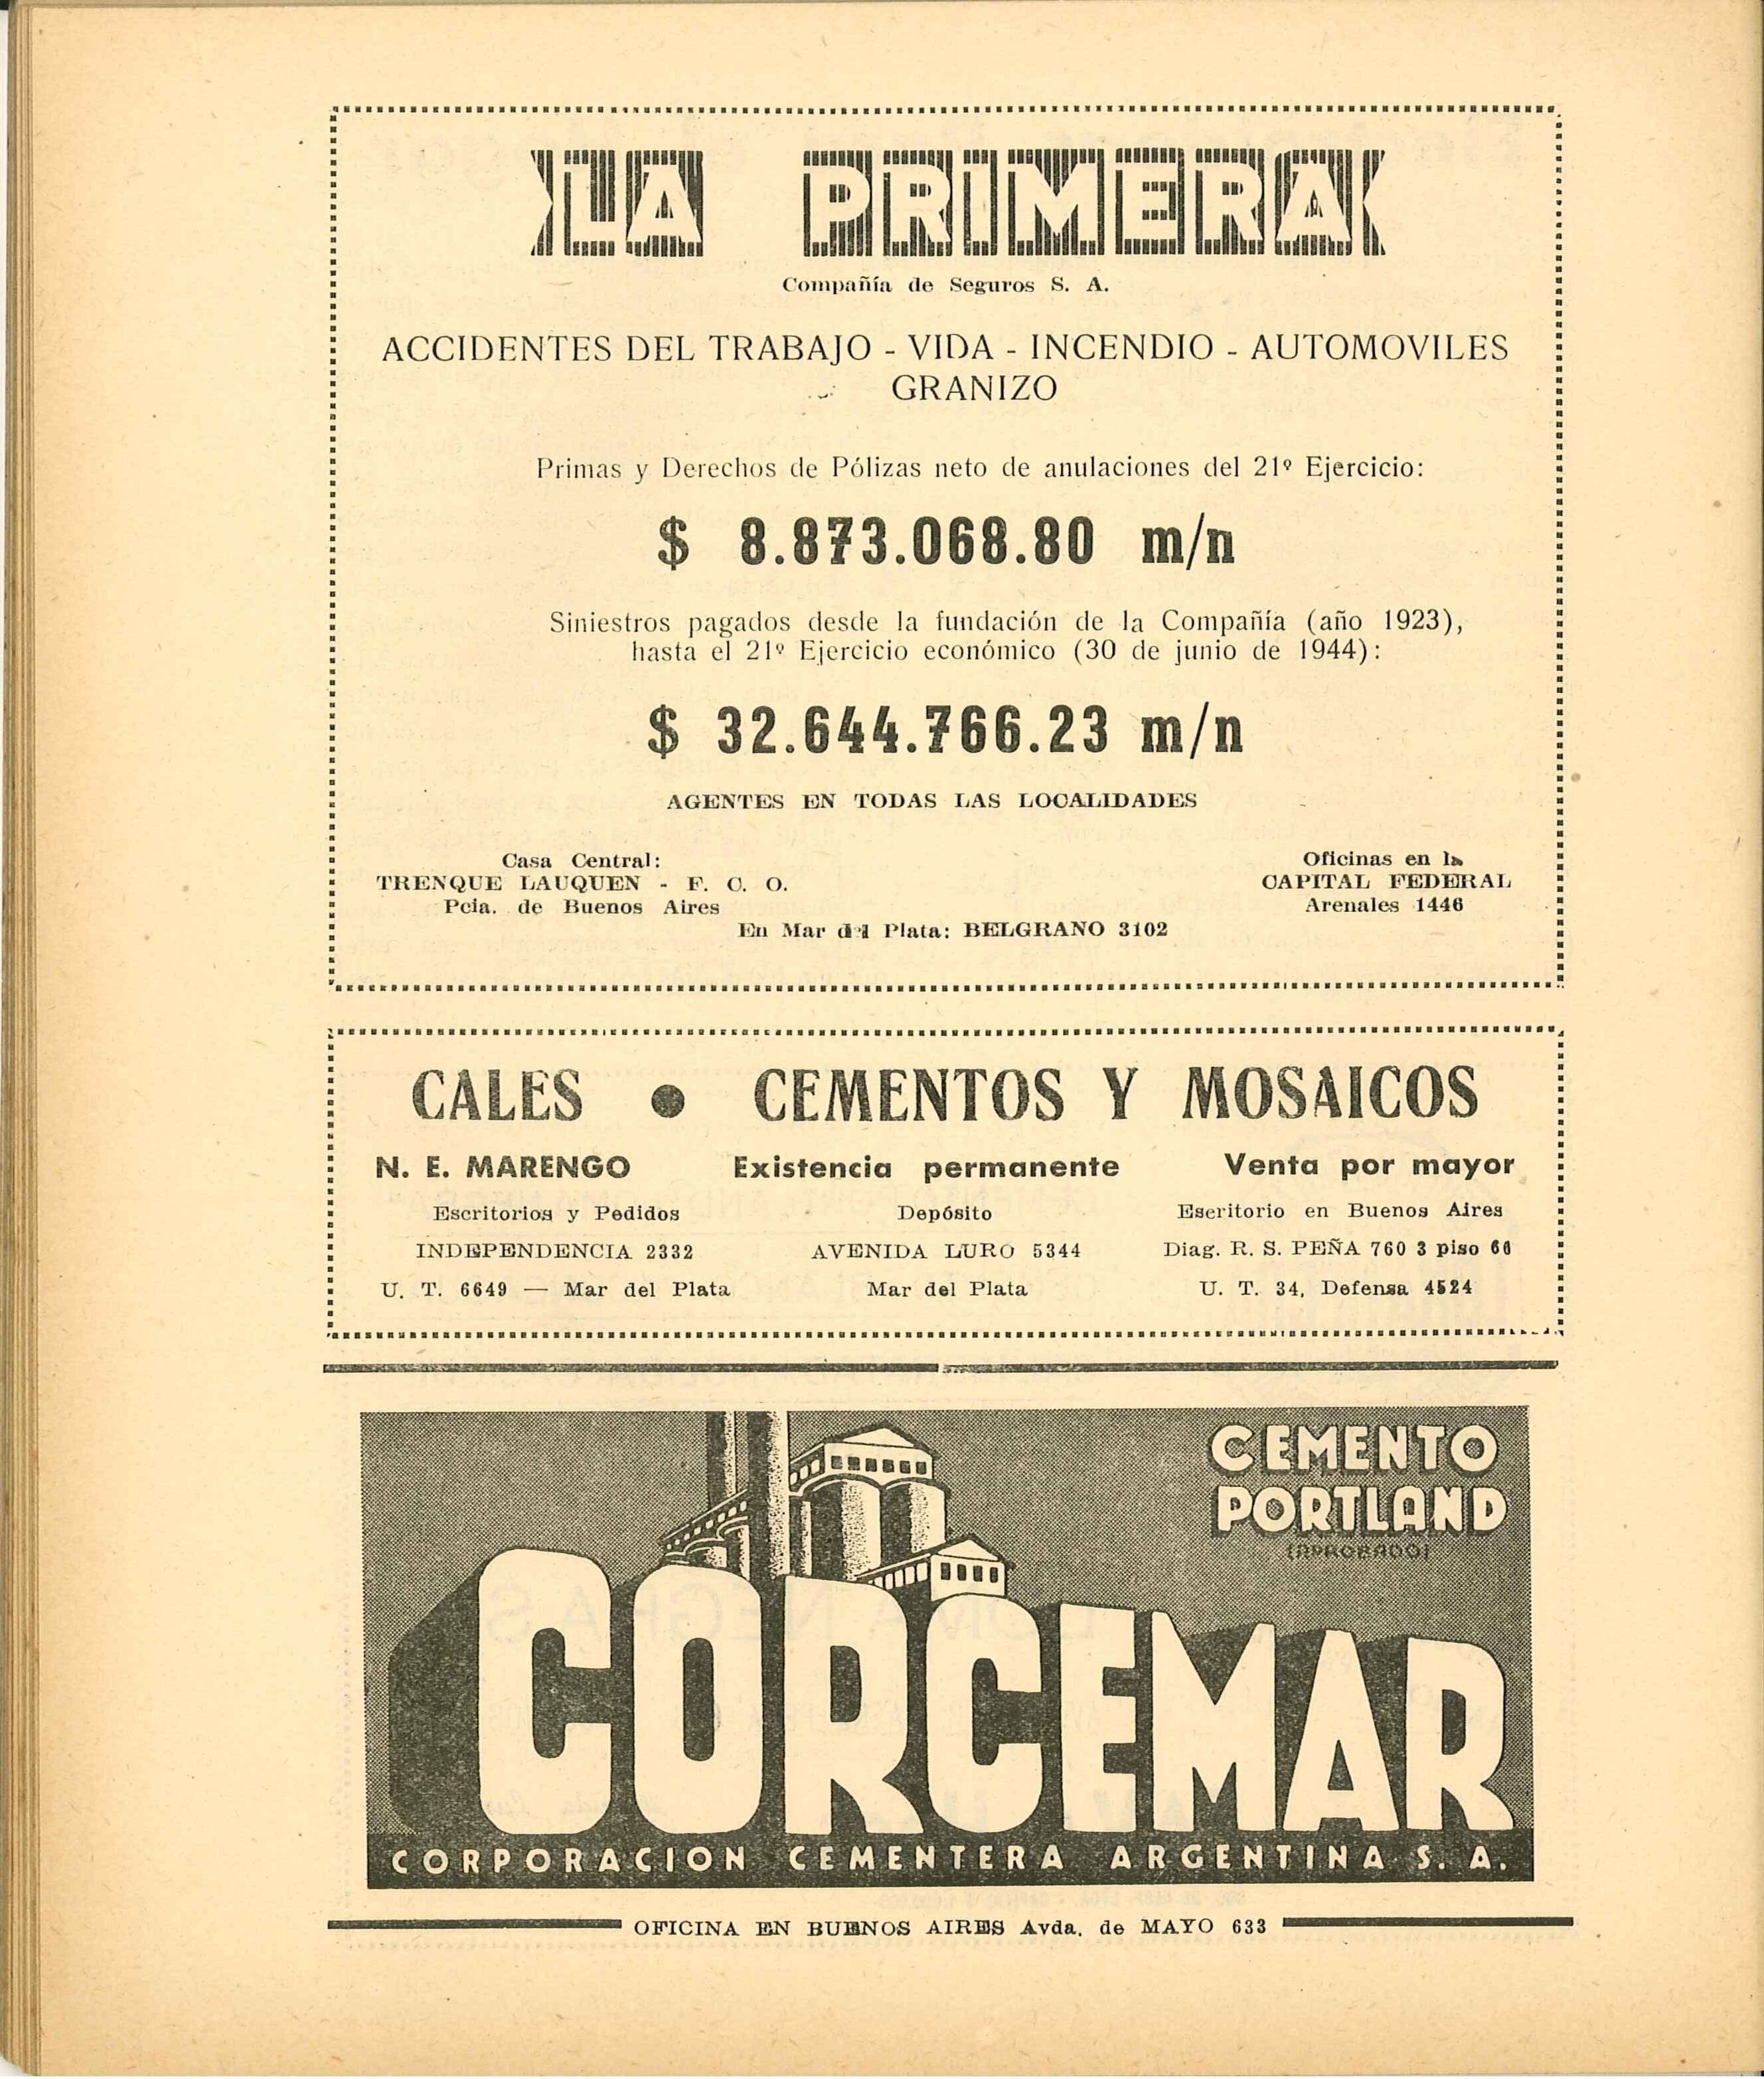 LA PRIMERA
Compañía de Seguros S. A.
ACCIDENTES DEL TRABAJO - VIDA - INCENDIO - AUTOMOVILES
GRANIZO
Primas y Derechos de Pólizas neto de anulaciones del 21º Ejercicio:
$ 8.873.068.80 m/n
Siniestros pagados desde la fundación de la Compañía (año 1923),
hasta el 21º Ejercicio económico (30 de junio de 1944):
$ 32.644.766.23 m/n
AGENTES EN TODAS LAS LOCALIDADES
Casa Central:
TRENQUE LAUQUEN - F. C. O.
Pcia. de Buenos Aires
Oficinas en la
CAPITAL FEDERAL
Arenales 1446
En Mar del Plata: BELGRANO 3102
CALES ● CEMENTOS Y MOSAICOS
N. E. MARENGO
Escritorios y Pedidos
INDEPENDENCIA 2332
U. T. 6649 — Mar del Plata
Existencia permanente
Depósito
AVENIDA LURO 5344
Mar del Plata
Venta por mayor
Escritorio en Buenos Aires
Diag. R. S. PEÑA 760 3 piso 66
U. T. 34, Defensa 4524
CEMENTO
PORTLAND
(APROBADO)
CORCEMAR
CORPORACION CEMENTERA ARGENTINA S. A.
OFICINA EN BUENOS AIRES Avda. de MAYO 633